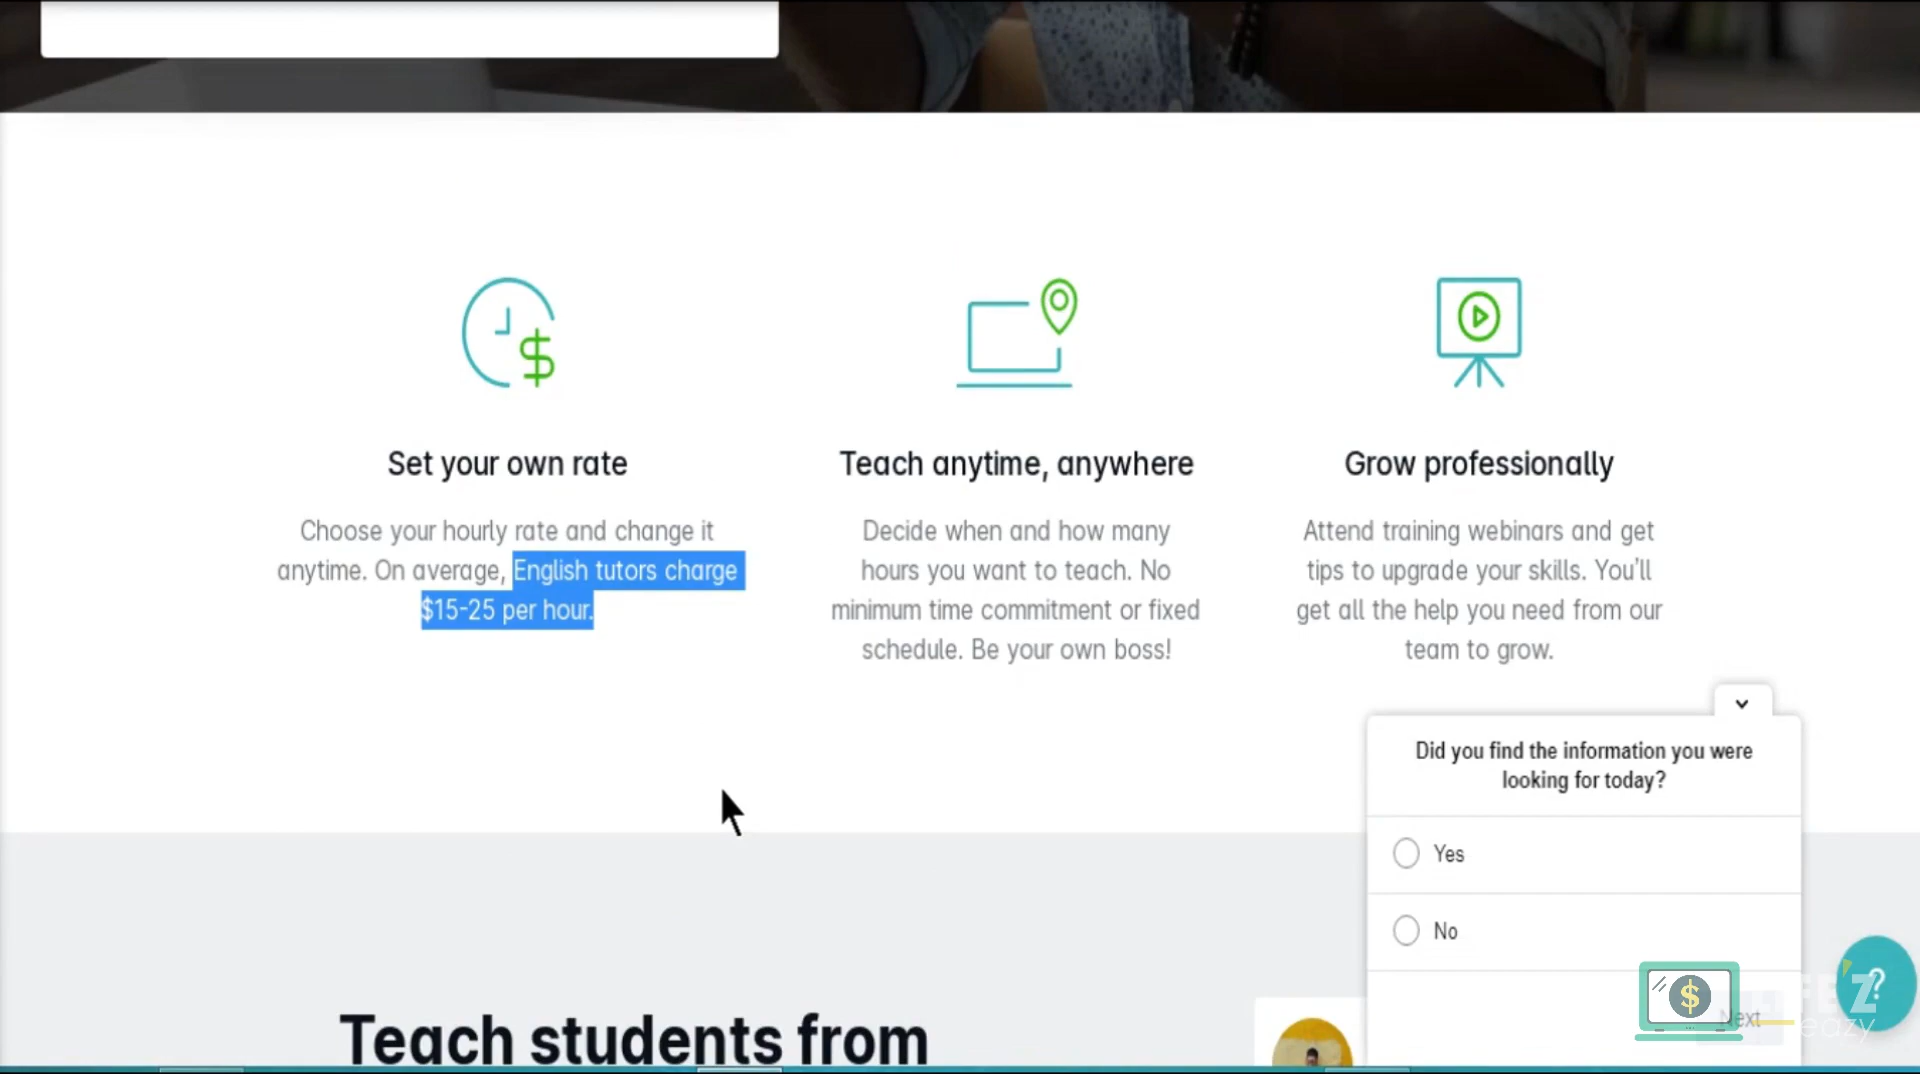 Set your own rate
Choose your hourly rate and change it
anytime. On average, English tutors charge
$15-25 per hour.
Teach anytime, anywhere
Decide when and how many
hours you want to teach. No
minimum time commitment or fixed
schedule. Be your own boss!
Grow professionally
Attend training webinars and get
tips to upgrade your skills. You'll
get all the help you need from our
team to grow.
Did you find the information you were
looking for today?
Yes
No
Next
?
$
eazy
Teach students from